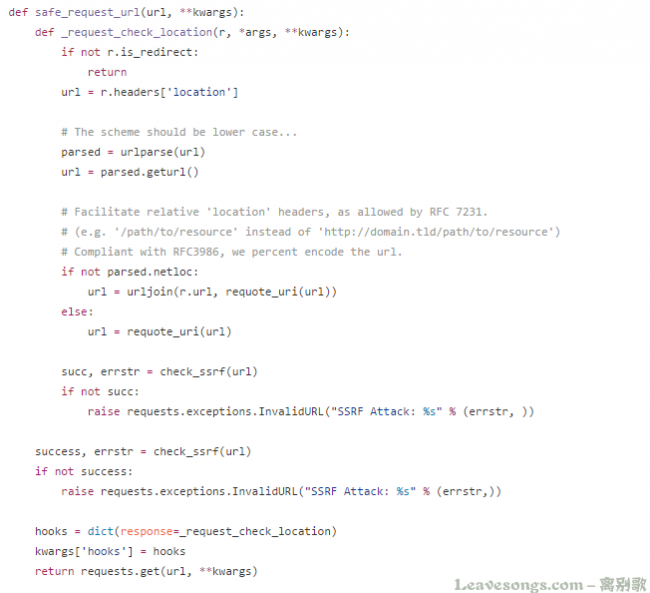 def safe_request_url(url, **kwargs):
    def _request_check_location(r, *args, **kwargs):
        if not r.is_redirect:
            return
        url = r.headers['location']

        # The scheme should be lower case...
        parsed = urlparse(url)
        url = parsed.geturl()

        # Facilitate relative 'location' headers, as allowed by RFC 7231.
        # (e.g. '/path/to/resource' instead of 'http://domain.tld/path/to/resource')
        # Compliant with RFC3986, we percent encode the url.
        if not parsed.netloc:
            url = urljoin(r.url, requote_uri(url))
        else:
            url = requote_uri(url)

        succ, errstr = check_ssrf(url)
        if not succ:
            raise requests.exceptions.InvalidURL("SSRF Attack: %s" % (errstr, ))

    success, errstr = check_ssrf(url)
    if not success:
        raise requests.exceptions.InvalidURL("SSRF Attack: %s" % (errstr,))

    hooks = dict(response=_request_check_location)
    kwargs['hooks'] = hooks
    return requests.get(url, **kwargs)
Leavesongs.com – 离别歌